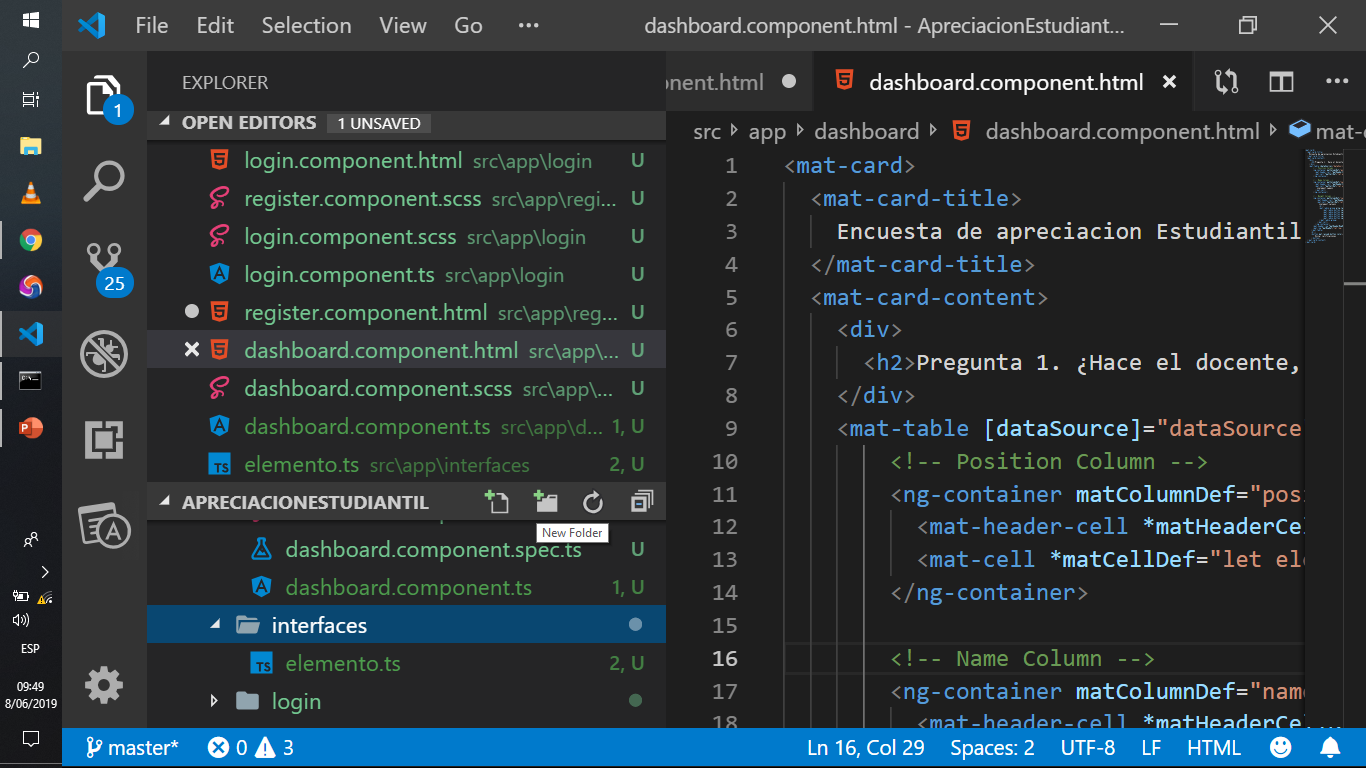 File Edit Selection View Go ··· dashboard.component.html - ApreciacionEstudiant...
EXPLORER
1
OPEN EDITORS 1 UNSAVED
login.component.html src\app\login U
register.component.scss src\app\regi... U
login.component.scss src\app\login U
login.component.ts src\app\login U
register.component.html src\app\reg... U
dashboard.component.html src\app\... U
dashboard.component.scss src\app\... U
dashboard.component.ts src\app\d... 1, U
elemento.ts src\app\interfaces 2, U
25
APRECIACIONESTUDIANTIL
New Folder
dashboard.component.spec.ts U
dashboard.component.ts 1, U
interfaces
TS elemento.ts 2, U
login
onent.html dashboard.component.html
src app dashboard dashboard.component.html mat-c
1 <mat-card>
2 <mat-card-title>
3 Encuesta de apreciacion Estudiantil
4 </mat-card-title>
5 <mat-card-content>
6 <div>
7 <h2>Pregunta 1. ¿Hace el docente,
8 </div>
9 <mat-table [dataSource]="dataSource
10 <!-- Position Column -->
11 <ng-container matColumnDef="posi
12 <mat-header-cell *matHeaderCel
13 <mat-cell *matCellDef="let ele
14 </ng-container>
15
16 <!-- Name Column -->
17 <ng-container matColumnDef="name
18 <mat-header-cell *matHeaderCel
ESP
09:49
8/06/2019
master* 0 3 Ln 16, Col 29 Spaces: 2 UTF-8 LF HTML